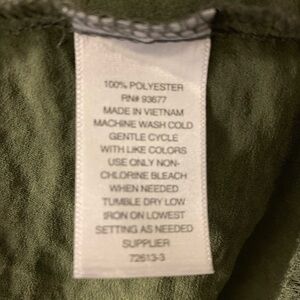 100% POLYESTER
RN# 93677
MADE IN VIETNAM
MACHINE WASH COLD
GENTLE CYCLE
WITH LIKE COLORS
USE ONLY NON-
CHLORINE BLEACH
WHEN NEEDED
TUMBLE DRY LOW
IRON ON LOWEST
SETTING AS NEEDED
SUPPLIER
72613-3